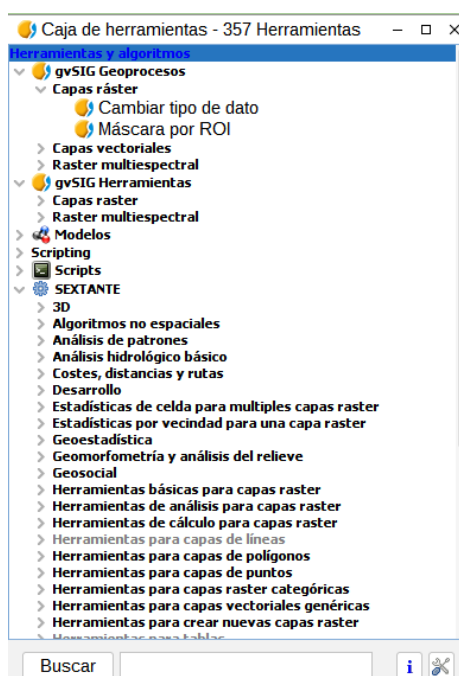 Caja de herramientas - 357 Herramientas
Herramientas y algoritmos
gvSIG Geoprocesos
Capas ráster
Cambiar tipo de dato
Máscara por ROI
Capas vectoriales
Raster multiespectral
gvSIG Herramientas
Capas raster
Raster multiespectral
Modelos
Scripting
Scripts
SEXTANTE
3D
Algoritmos no espaciales
Análisis de patrones
Análisis hidrológico básico
Costes, distancias y rutas
Desarrollo
Estadísticas de celda para multiples capas raster
Estadísticas por vecindad para una capa raster
Geoestadística
Geomorfometría y análisis del relieve
Geosocial
Herramientas básicas para capas raster
Herramientas de análisis para capas raster
Herramientas de cálculo para capas raster
Herramientas para capas de líneas
Herramientas para capas de polígonos
Herramientas para capas de puntos
Herramientas para capas raster categóricas
Herramientas para capas vectoriales genéricas
Herramientas para crear nuevas capas raster
Herramientas para tablas
Buscar
i